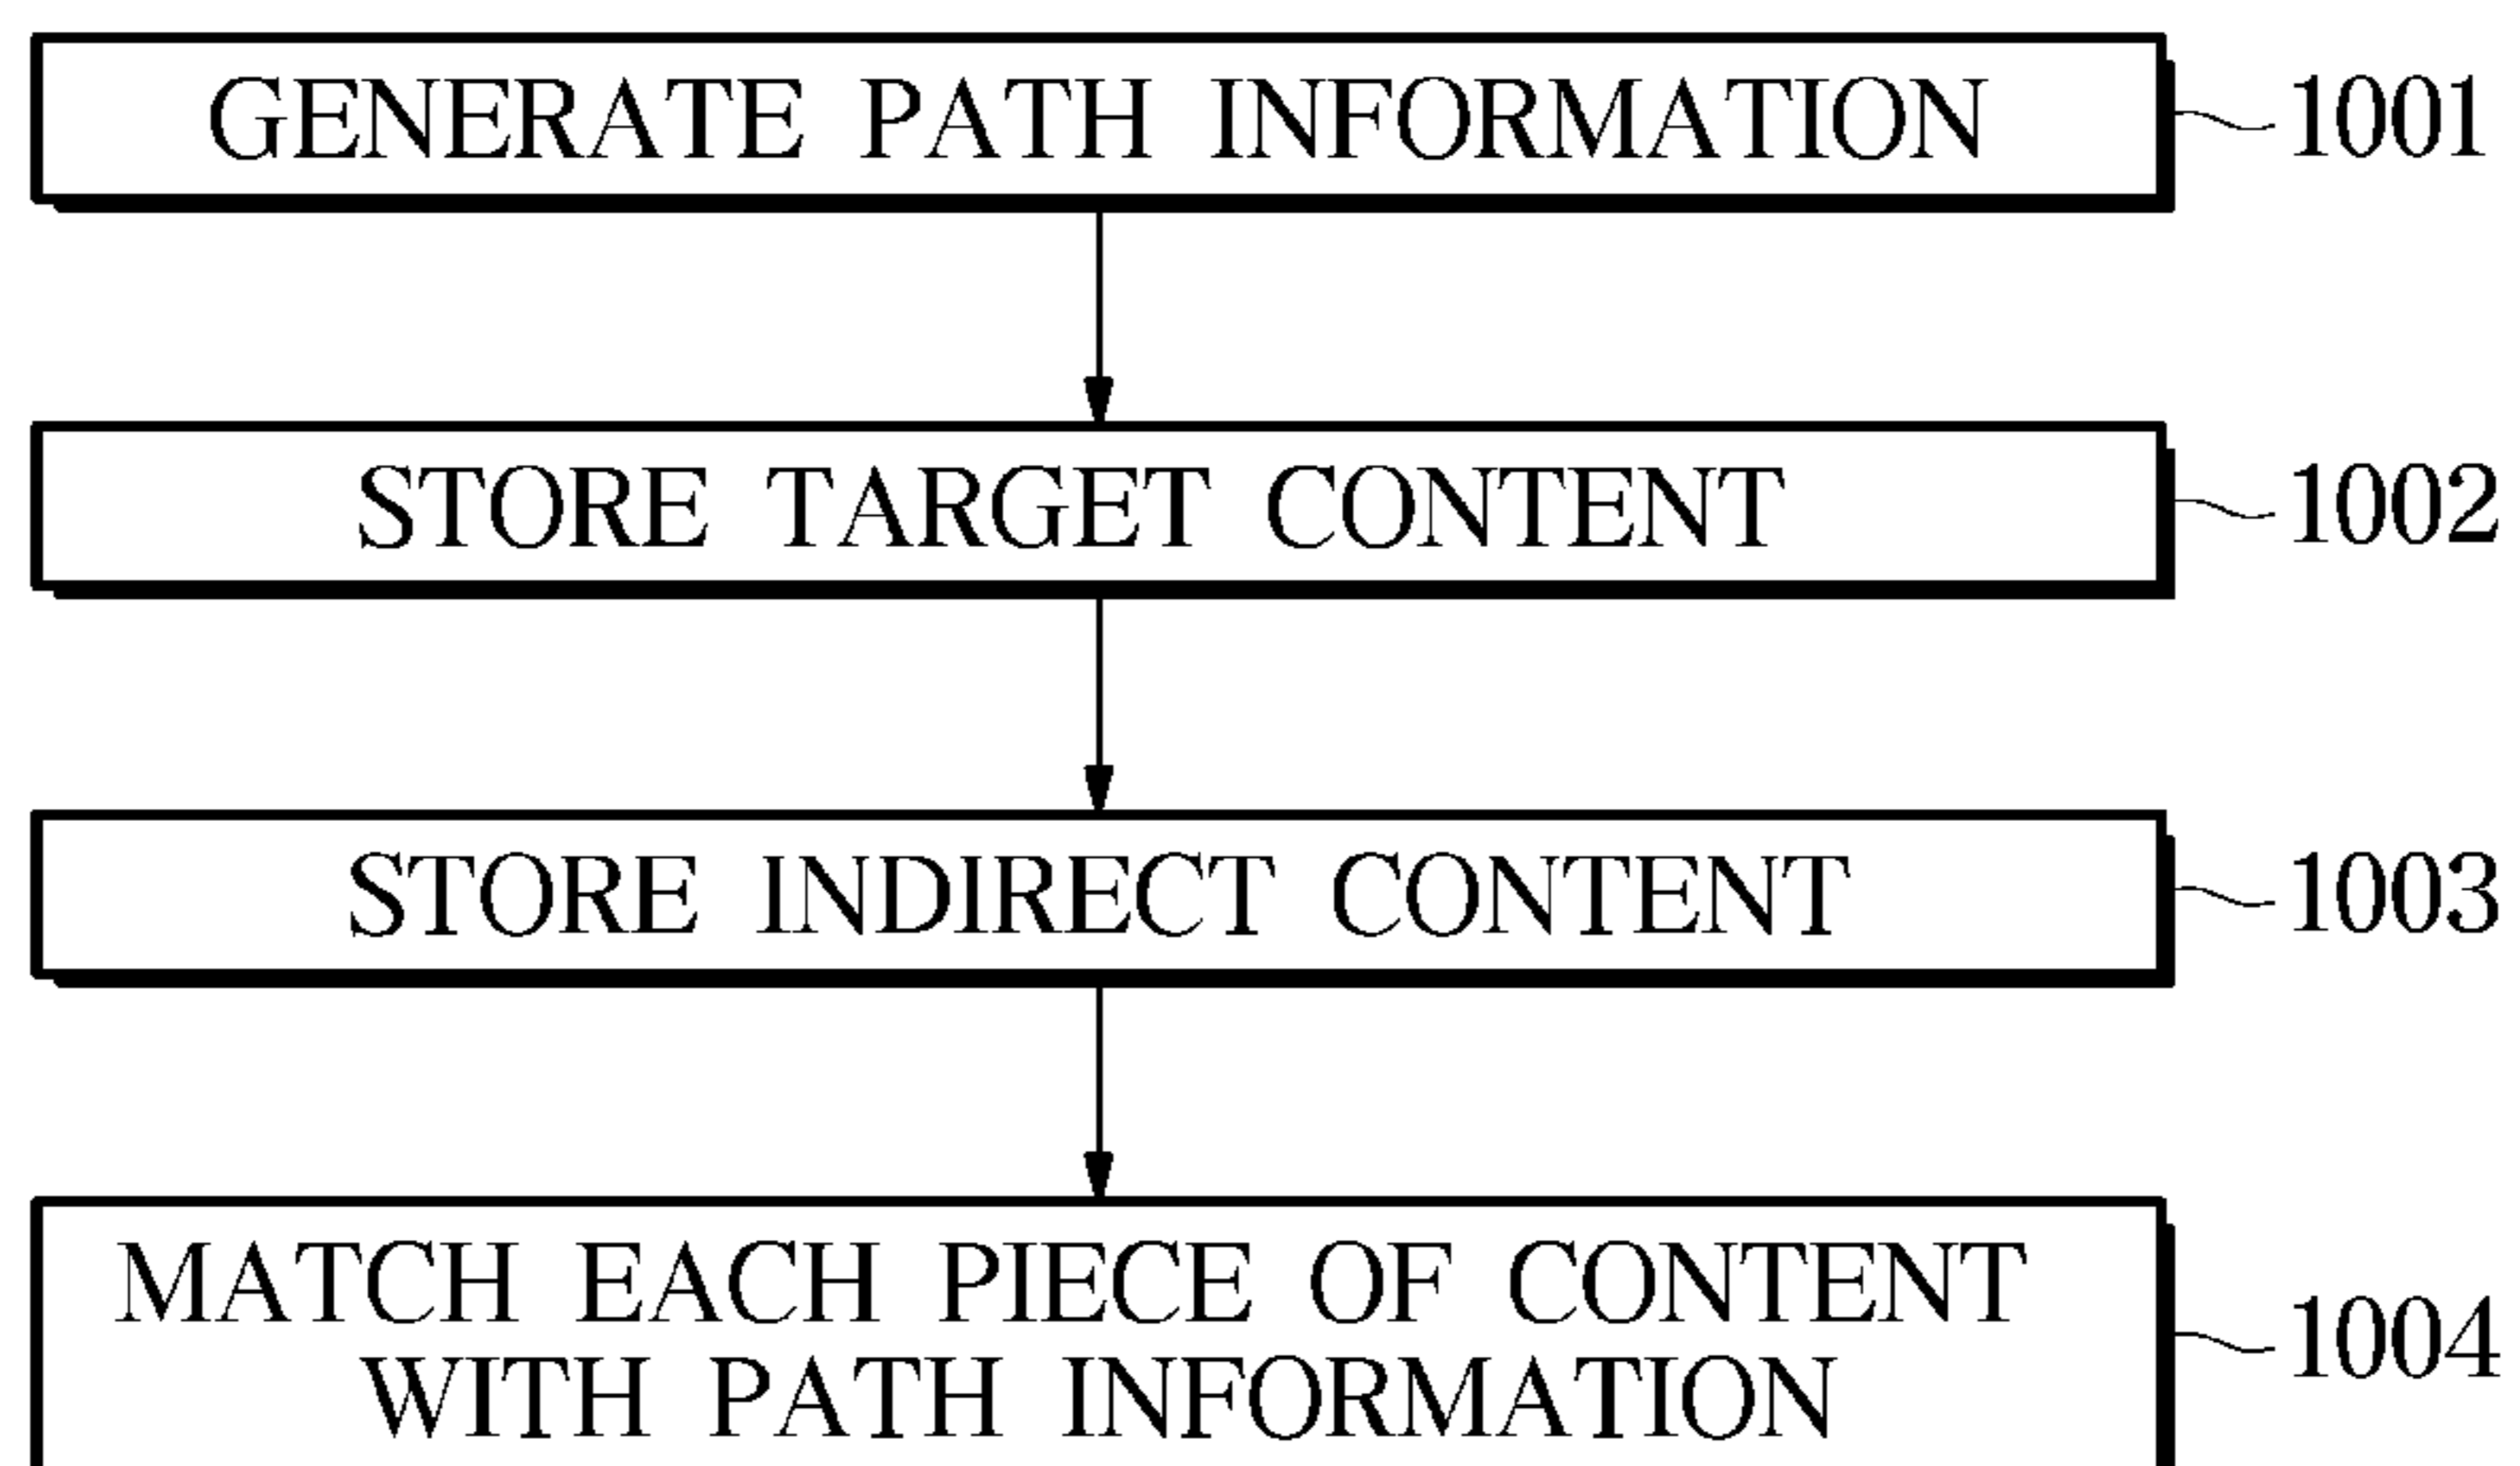 GENERATE PATH INFORMATION 1001
STORE TARGET CONTENT 1002
STORE INDIRECT CONTENT 1003
MATCH EACH PIECE OF CONTENT
WITH PATH INFORMATION
1004